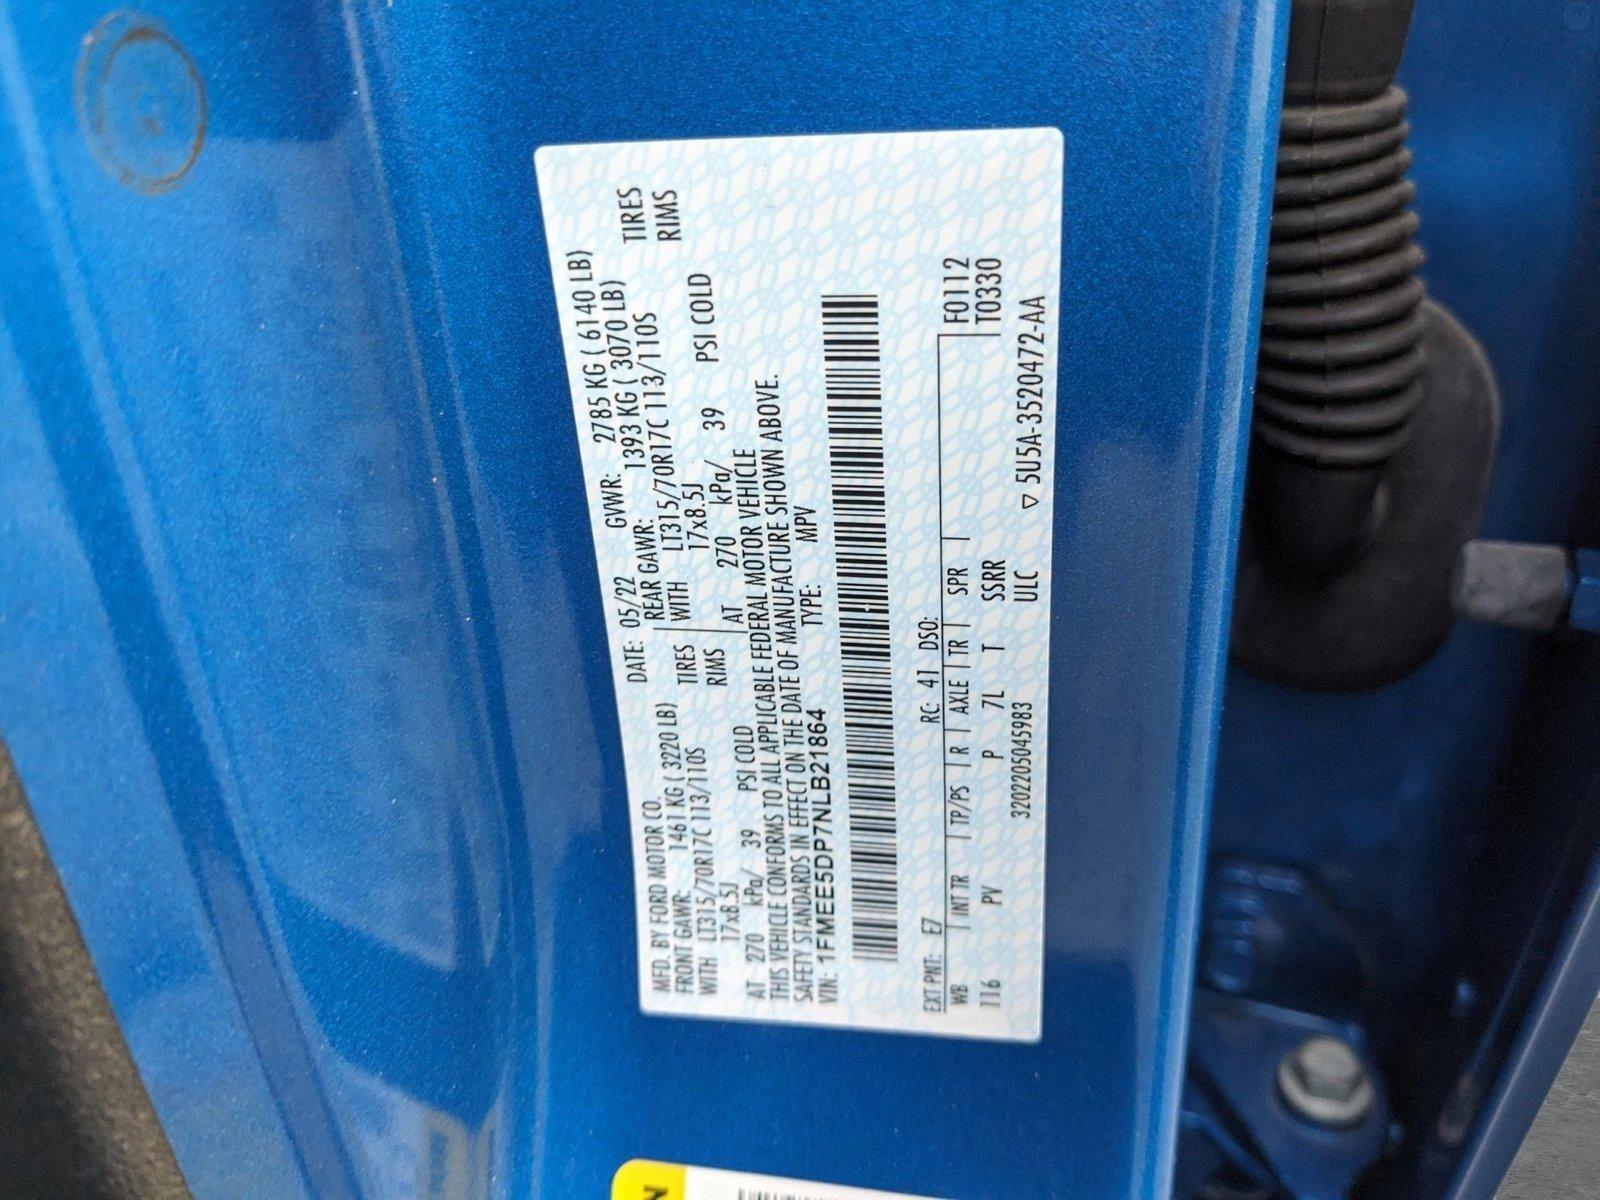 MFD. BY FORD MOTOR CO.
DATE: 05/22 GVWR: 2785 KG ( 6140 LB)
FRONT GAWR: 1461 KG ( 3220 LB) REAR GAWR: 1393 KG ( 3070 LB)
WITH LT315/70R17C 113/110S TIRES WITH LT315/70R17C 113/110S TIRES
17x8.5J RIMS 17x8.5J RIMS
AT 270 kPa/ 39 PSI COLD AT 270 kPa/ 39 PSI COLD
THIS VEHICLE CONFORMS TO ALL APPLICABLE FEDERAL MOTOR VEHICLE
SAFETY STANDARDS IN EFFECT ON THE DATE OF MANUFACTURE SHOWN ABOVE.
VIN: 1FMEE5DP7NLB21864 TYPE: MPV
EXT PNT: E7 RC: 41 DSO: F0112
WB INT TR TP/PS R AXLE TR SPR T0330
116 PV P 7L T SSRR
3202205045983 ULC ▽ 5U5A-3520472-AA
N